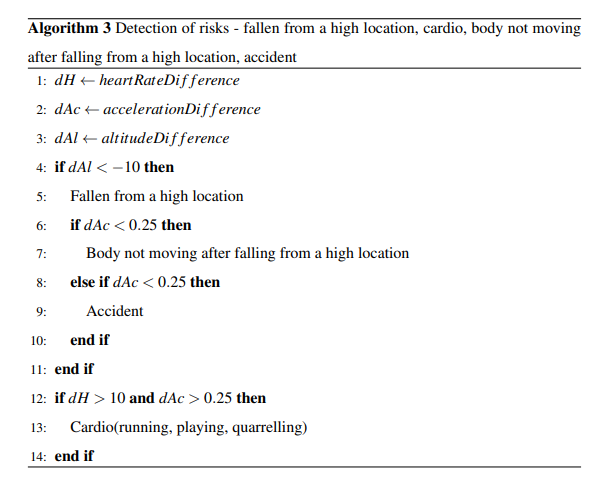 Algorithm 3 Detection of risks - fallen from a high location, cardio, body not moving
after falling from a high location, accident
1: dH ← heartRateDifference
2: dAc ← accelerationDifference
3: dAl ← altitudeDifference
4: if dAl < −10 then
5: Fallen from a high location
6: if dAc < 0.25 then
7: Body not moving after falling from a high location
8: else if dAc < 0.25 then
9: Accident
10: end if
11: end if
12: if dH > 10 and dAc > 0.25 then
13: Cardio(running, playing, quarrelling)
14: end if